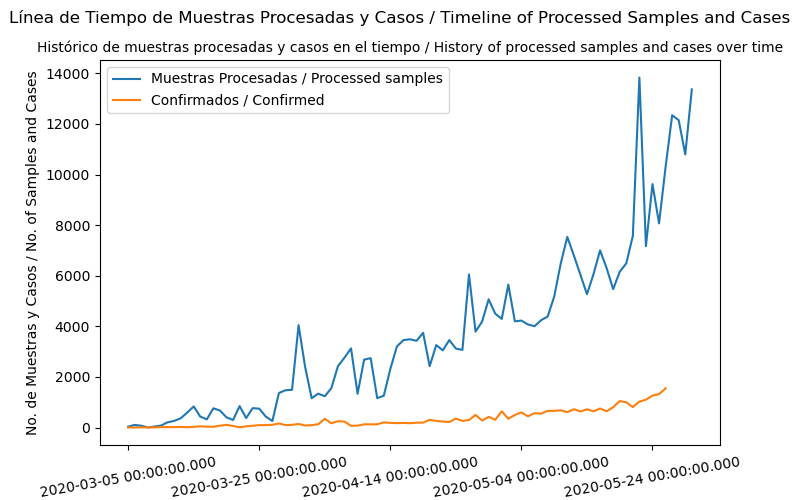 Línea de Tiempo de Muestras Procesadas y Casos / Timeline of Processed Samples and Cases
Histórico de muestras procesadas y casos en el tiempo / History of processed samples and cases over time
Muestras Procesadas / Processed samples
Confirmados / Confirmed
No. de Muestras y Casos / No. of Samples and Cases
14000
12000
10000
8000
6000
4000
2000
0
2020-03-05 00:00:00.000
2020-03-25 00:00:00.000
2020-04-14 00:00:00.000
2020-05-04 00:00:00.000
2020-05-24 00:00:00.000